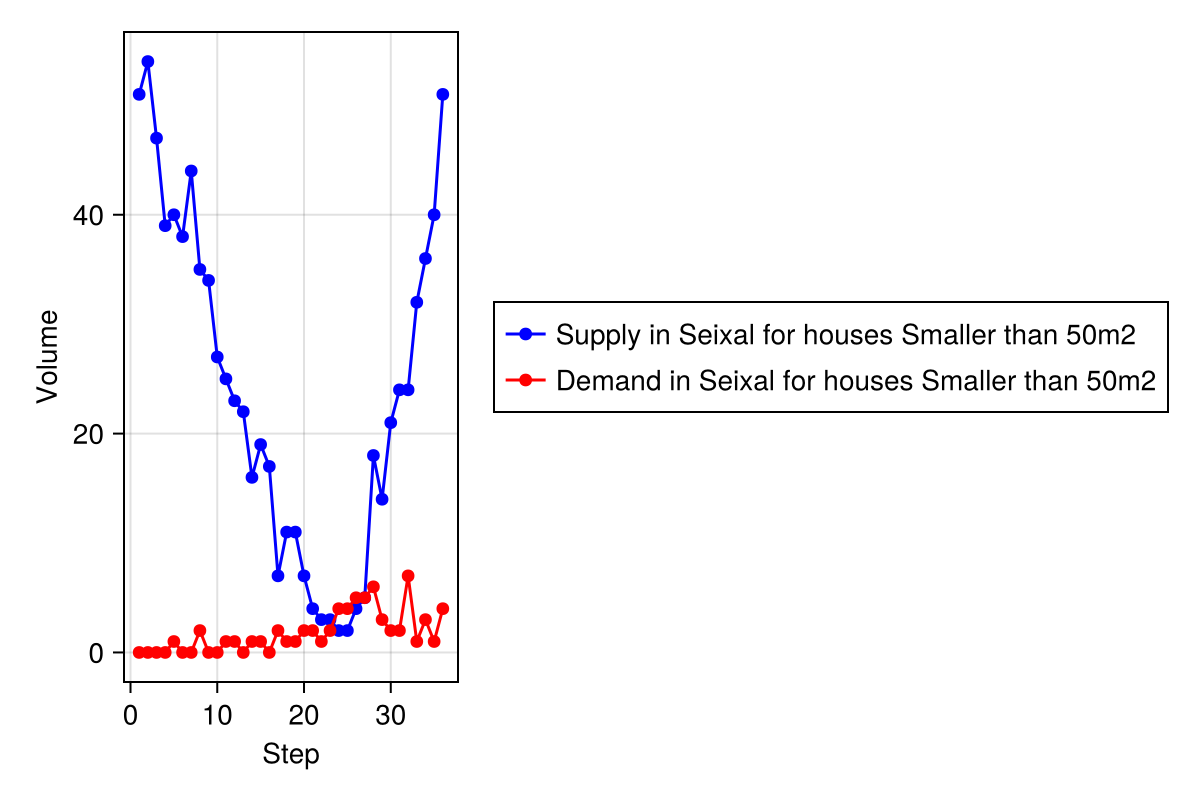 40
20
0
Volume
0 10 20 30
Step
Supply in Seixal for houses Smaller than 50m2
Demand in Seixal for houses Smaller than 50m2